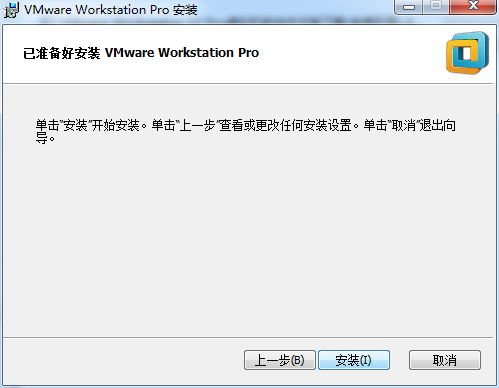 VMware Workstation Pro 安装
已准备好安装 VMware Workstation Pro
单击“安装”开始安装。单击“上一步”查看或更改任何安装设置。单击“取消”退出向
导。
上一步(B)
安装(I)
取消